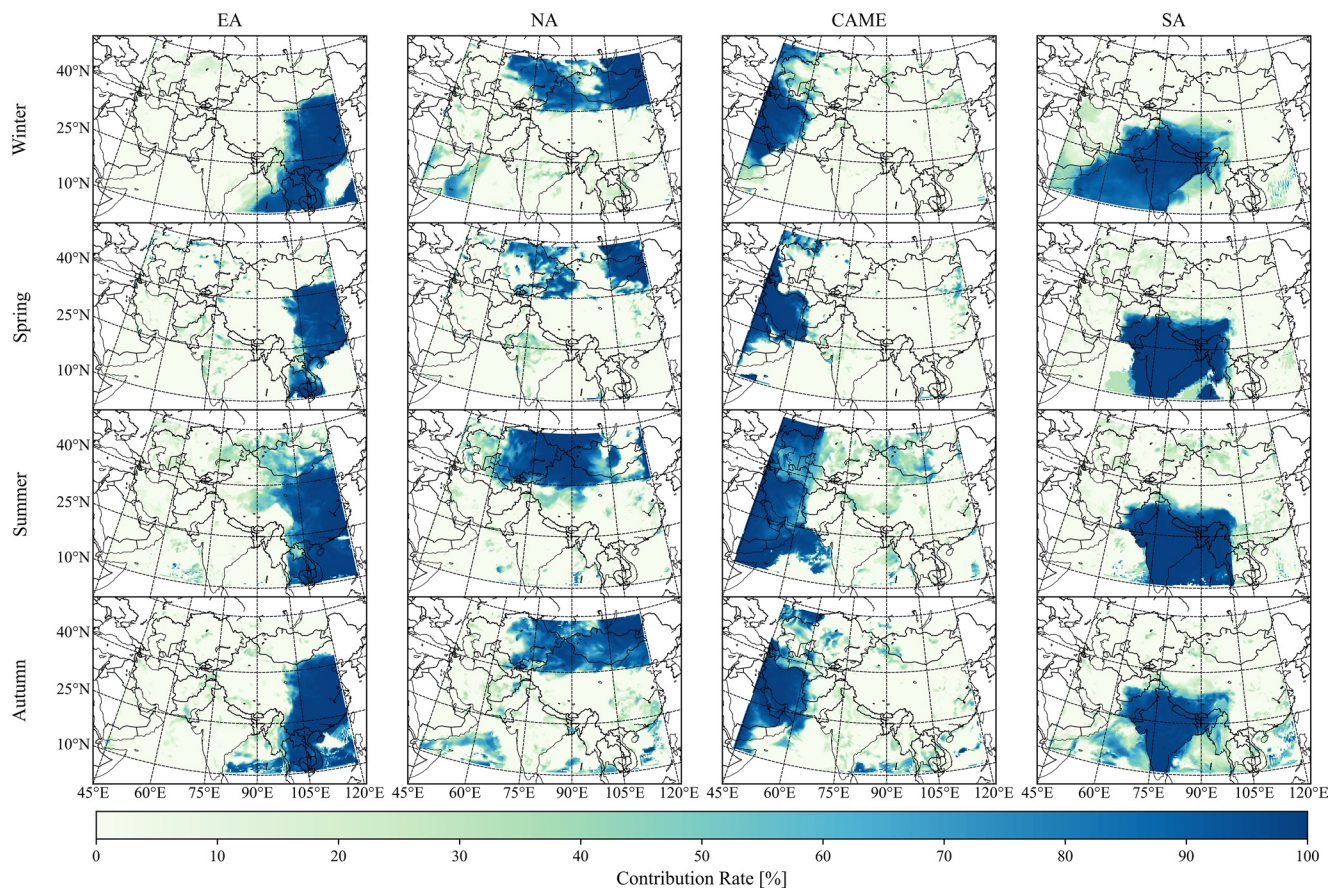 EA NA CAME SA
40°N
25°N
10°N
Winter
40°N
25°N
10°N
Spring
40°N
25°N
10°N
Summer
40°N
25°N
10°N
Autumn
45°E 60°E 75°E 90°E 105°E 120°E 45°E 60°E 75°E 90°E 105°E 120°E 45°E 60°E 75°E 90°E 105°E 120°E 45°E 60°E 75°E 90°E 105°E 120°E
0 10 20 30 40 50 60 70 80 90 100
Contribution Rate [%]